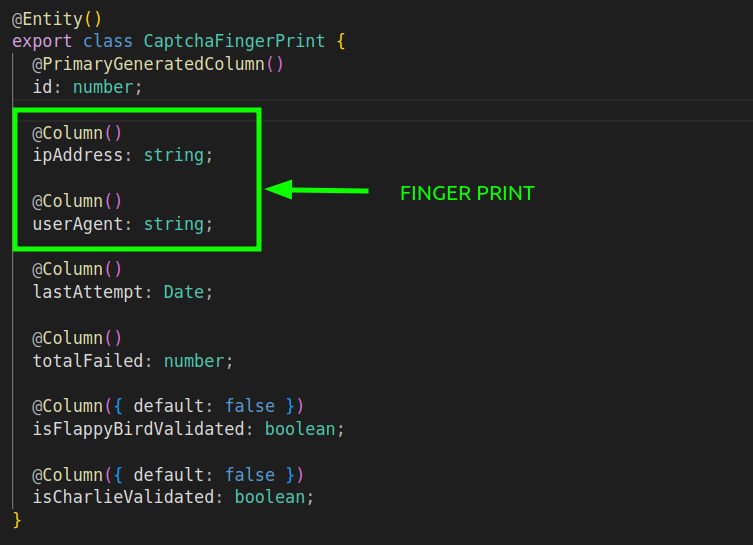 @Entity()
export class CaptchaFingerPrint {
@PrimaryGeneratedColumn()
id: number;
@Column()
ipAddress: string;
FINGER PRINT
@Column()
userAgent: string;
@Column()
lastAttempt: Date;
@Column()
totalFailed: number;
@Column({ default: false })
isFlappyBirdValidated: boolean;
@Column({ default: false })
isCharlieValidated: boolean;
}